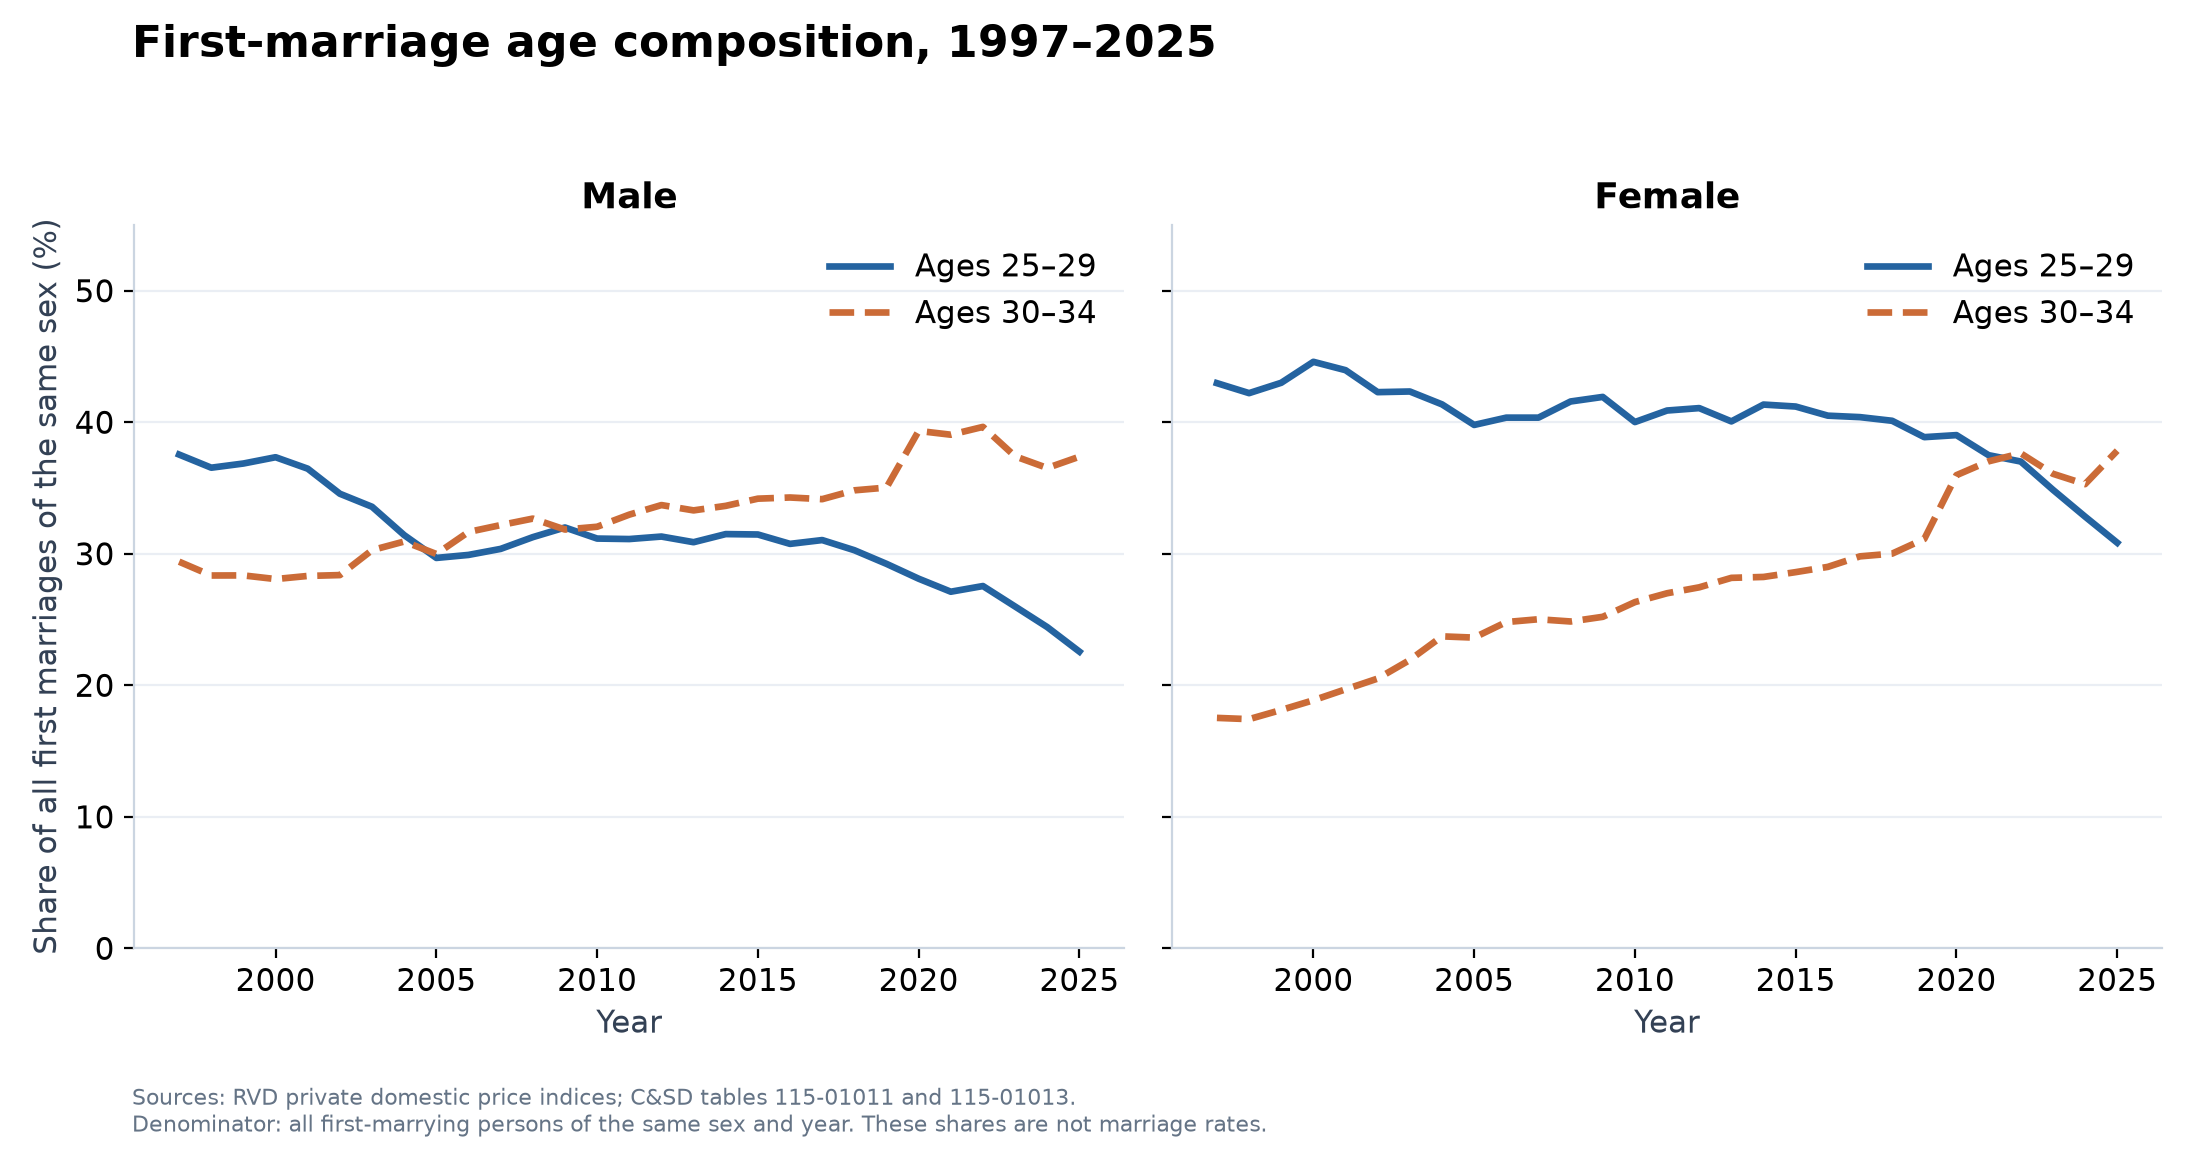 First-marriage age composition, 1997–2025
Male
Share of all first marriages of the same sex (%)
50
40
30
20
10
0
Ages 25–29
Ages 30–34
2000 2005 2010 2015 2020 2025
Year
Female
Ages 25–29
Ages 30–34
2000 2005 2010 2015 2020 2025
Year
Sources: RVD private domestic price indices; C&SD tables 115-01011 and 115-01013.
Denominator: all first-marrying persons of the same sex and year. These shares are not marriage rates.